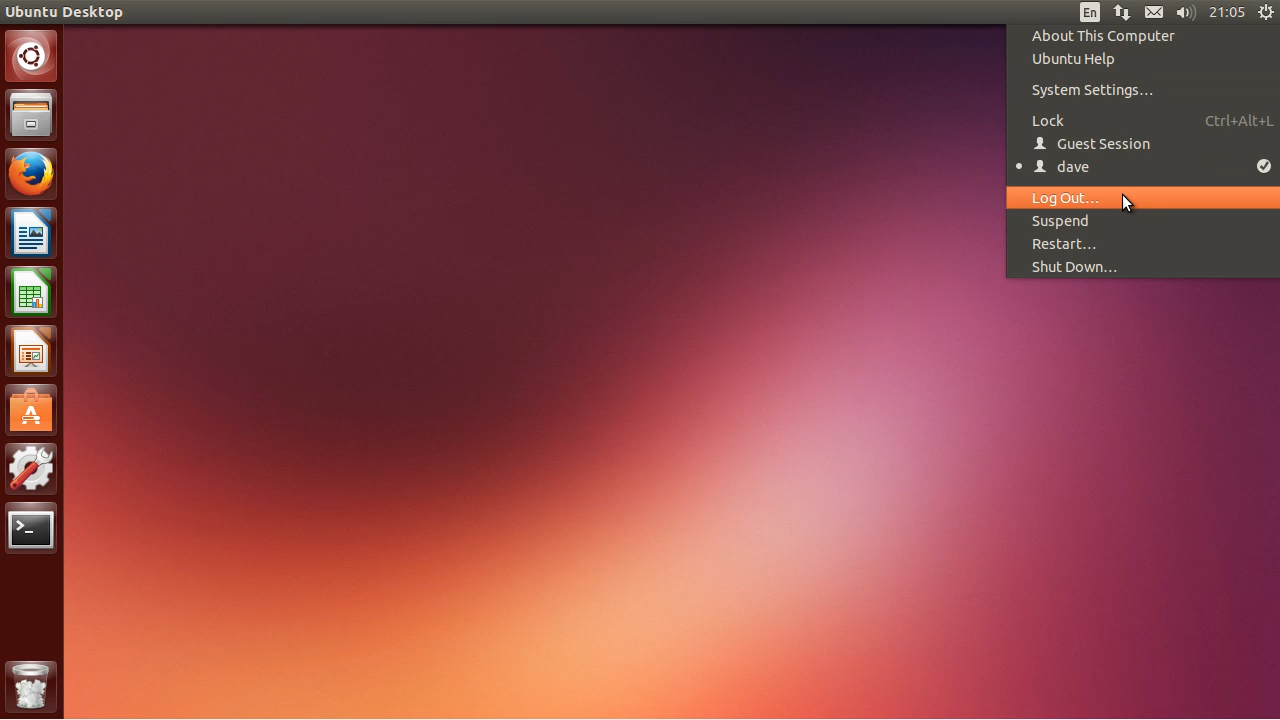 Ubuntu Desktop
En
21:05
About This Computer
Ubuntu Help
System Settings…
Lock Ctrl+Alt+L
Guest Session
dave
Log Out…
Suspend
Restart…
Shut Down…
A
>_